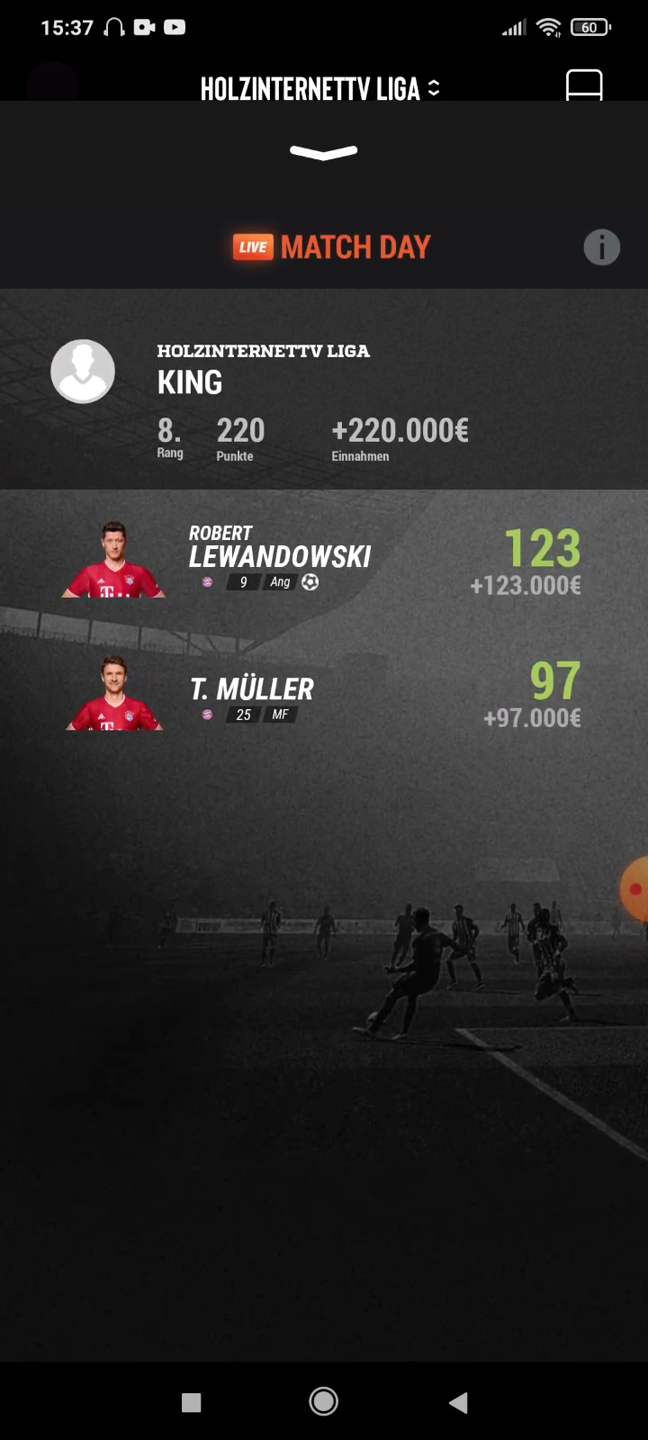 15:37
60
HOLZINTERNETTV LIGA
LIVE MATCH DAY
i
HOLZINTERNETTV LIGA
KING
8. 220 +220.000€
Rang Punkte Einnahmen
ROBERT
LEWANDOWSKI
123
9 Ang
+123.000€
T. MÜLLER
97
25 MF
+97.000€